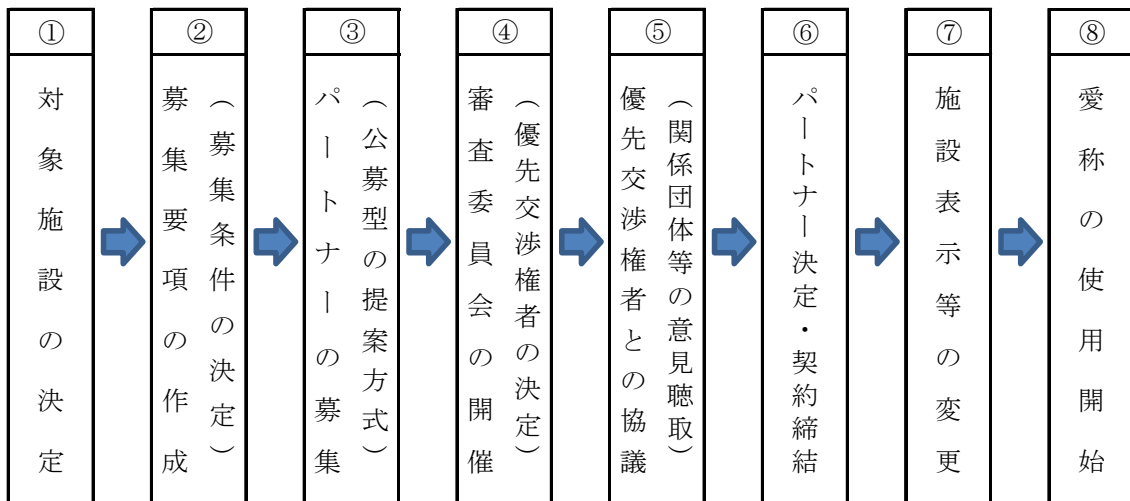 ①
対象施設の決定
②
募集要項の作成
（募集条件の決定）
③
パートナーの募集
（公募型の提案方式）
④
審査委員会の開催
（優先交渉権者の決定）
⑤
優先交渉権者との協議
（関係団体等の意見聴取）
⑥
パートナー決定・契約締結
⑦
施設表示等の変更
⑧
愛称の使用開始